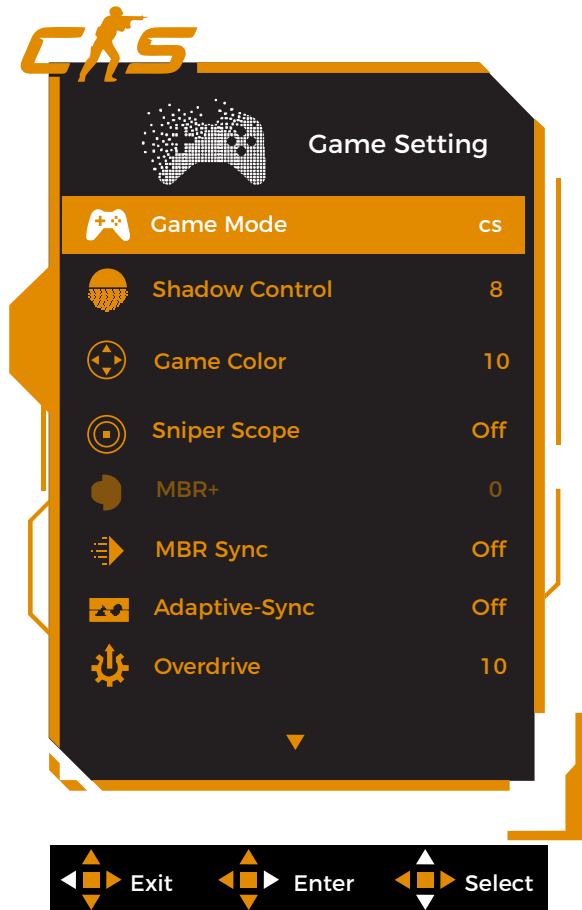 CS
Game Setting
Game Mode cs
Shadow Control 8
Game Color 10
Sniper Scope Off
MBR+ 0
MBR Sync Off
Adaptive-Sync Off
Overdrive 10
Exit Enter Select